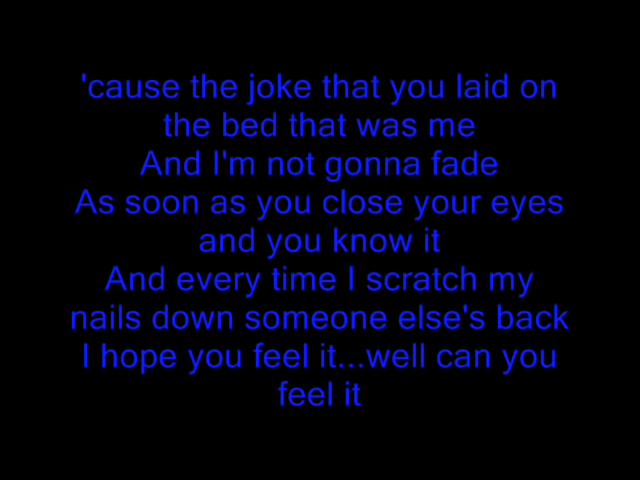 'cause the joke that you laid on
the bed that was me
And I'm not gonna fade
As soon as you close your eyes
and you know it
And every time I scratch my
nails down someone else's back
I hope you feel it...well can you
feel it